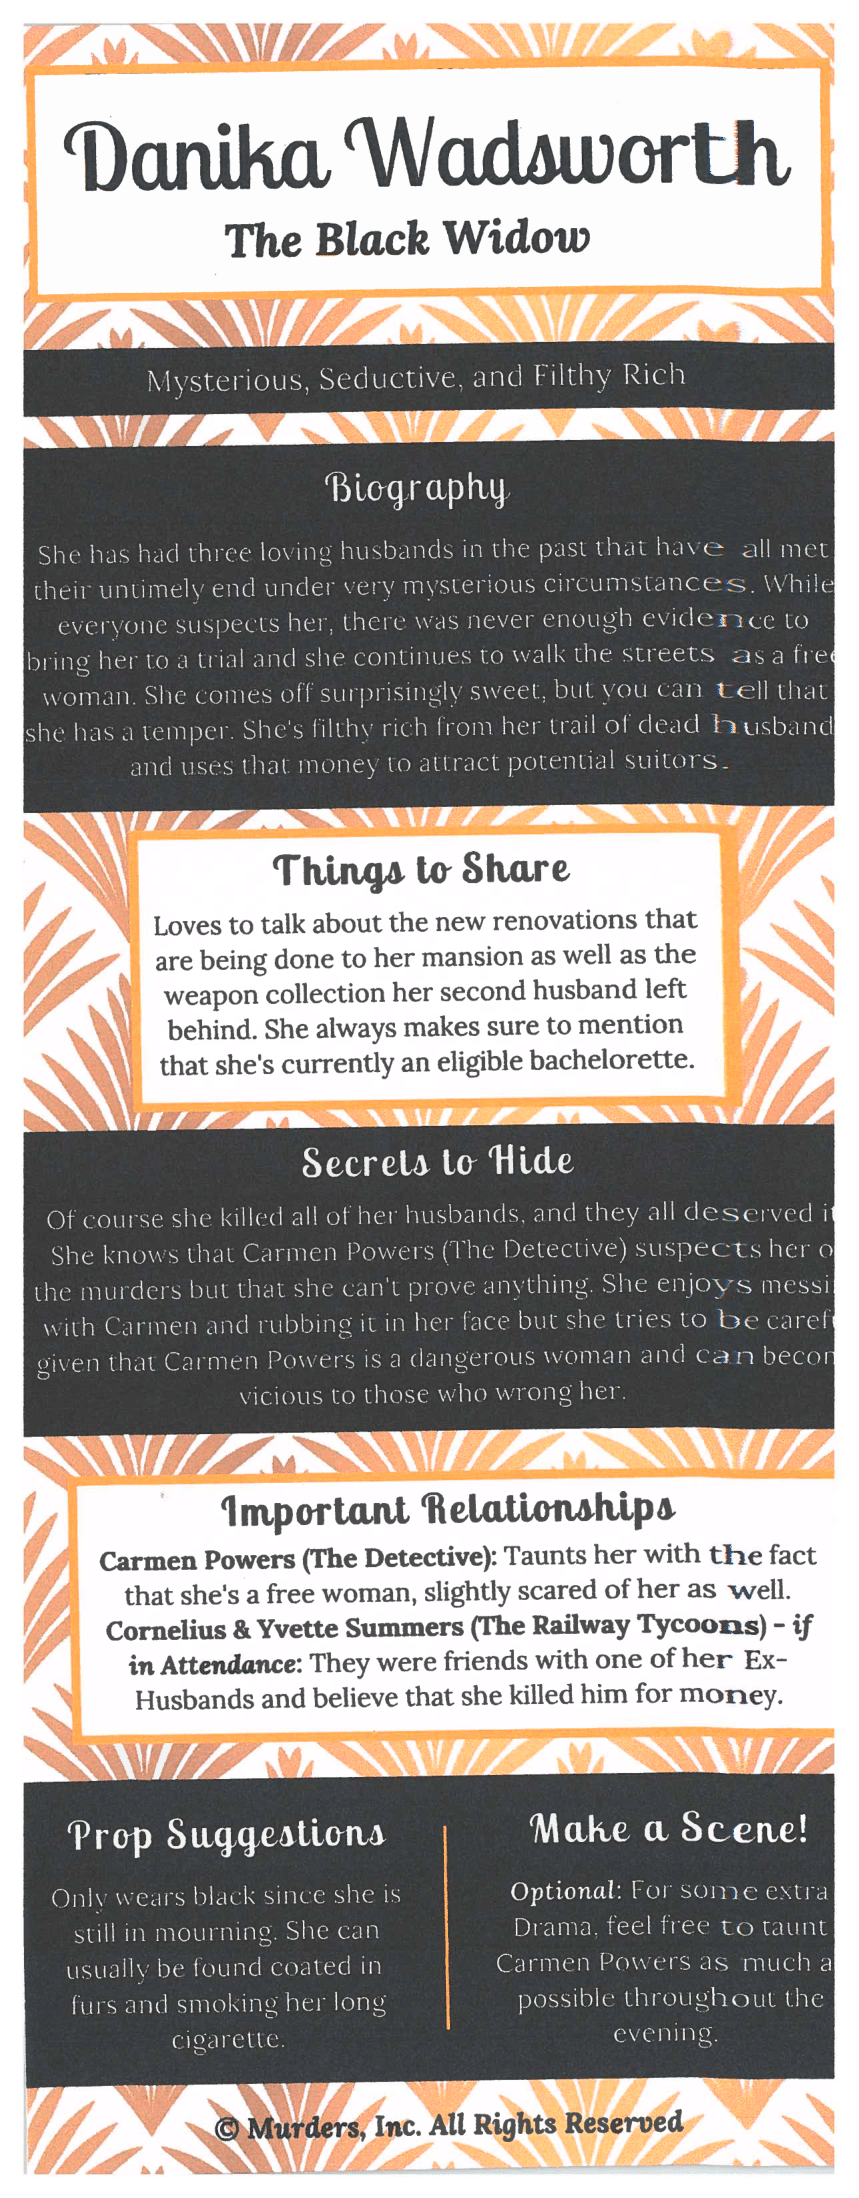 Danika Wadsworth
The Black Widow
Mysterious, Seductive, and Filthy Rich
Biography
She has had three loving husbands in the past that have all met
their untimely end under very mysterious circumstances. While
everyone suspects her, there was never enough evidence to
bring her to a trial and she continues to walk the streets as a free
woman. She comes off surprisingly sweet, but you can tell that
she has a temper. She's filthy rich from her trail of dead husband
and uses that money to attract potential suitors.
Things to Share
Loves to talk about the new renovations that
are being done to her mansion as well as the
weapon collection her second husband left
behind. She always makes sure to mention
that she's currently an eligible bachelorette.
Secrets to Hide
Of course she killed all of her husbands, and they all deserved it
She knows that Carmen Powers (The Detective) suspects her o
the murders but that she can't prove anything. She enjoys messi
with Carmen and rubbing it in her face but she tries to be caref
given that Carmen Powers is a dangerous woman and can becom
vicious to those who wrong her.
Important Relationships
Carmen Powers (The Detective): Taunts her with the fact
that she's a free woman, slightly scared of her as well.
Cornelius & Yvette Summers (The Railway Tycoons) - if
in Attendance: They were friends with one of her Ex-
Husbands and believe that she killed him for money.
Prop Suggestions
Only wears black since she is
still in mourning. She can
usually be found coated in
furs and smoking her long
cigarette.
Make a Scene!
Optional: For some extra
Drama, feel free to taunt
Carmen Powers as much a
possible throughout the
evening.
© Murders, Inc. All Rights Reserved